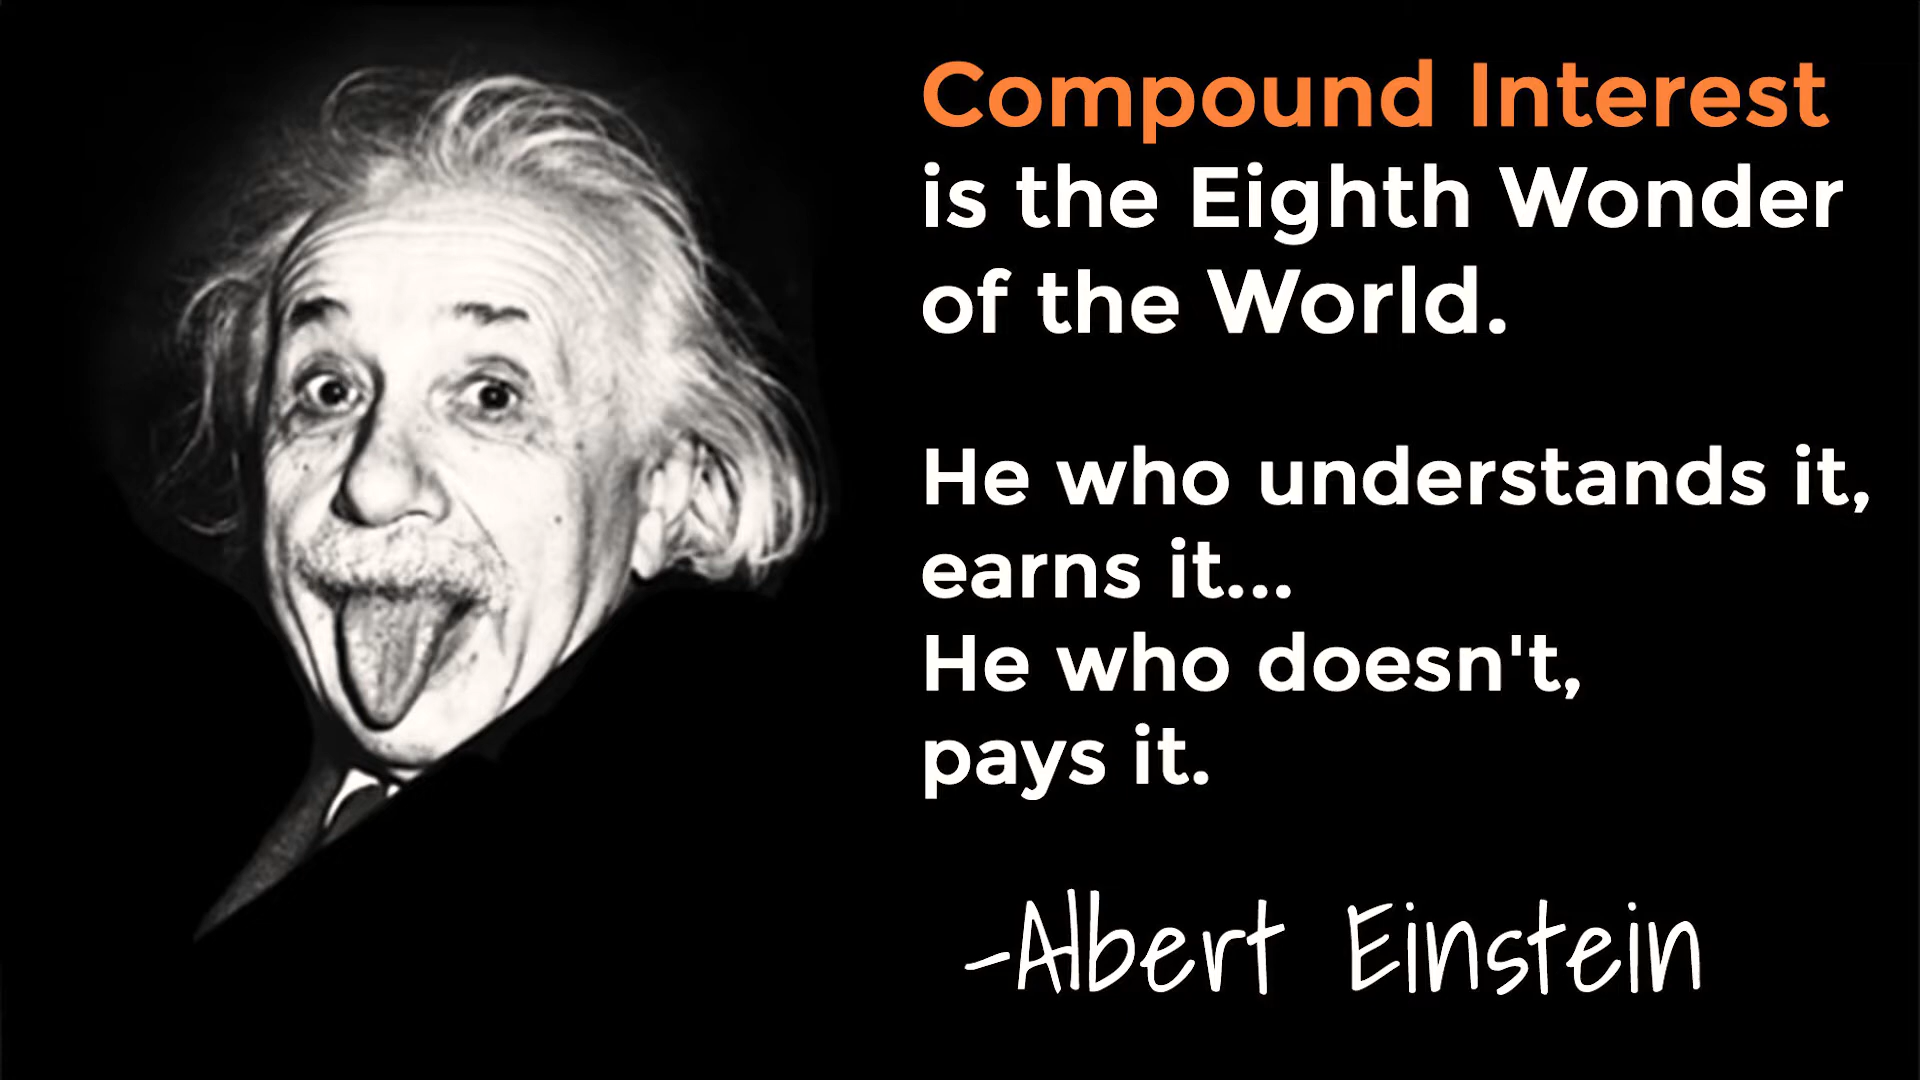 Compound Interest
is the Eighth Wonder
of the World.
He who understands it,
earns it...
He who doesn't,
pays it.
-Albert Einstein